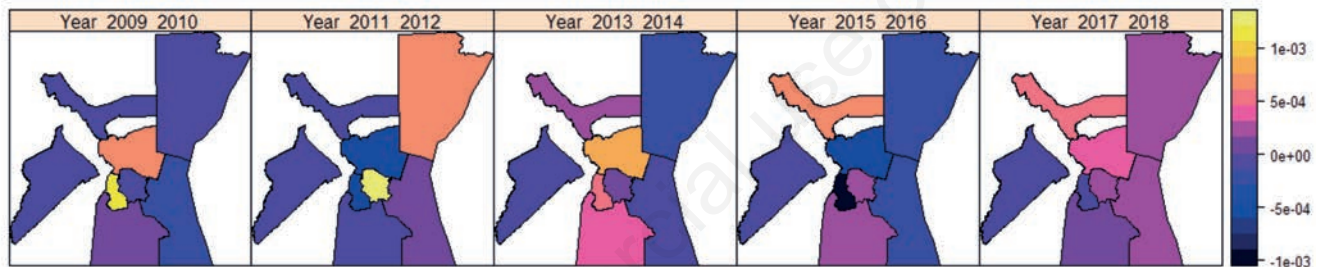 Year 2009 2010
Year 2011 2012
Year 2013 2014
Year 2015 2016
Year 2017 2018
1e-03
5e-04
0e+00
-5e-04
-1e-03